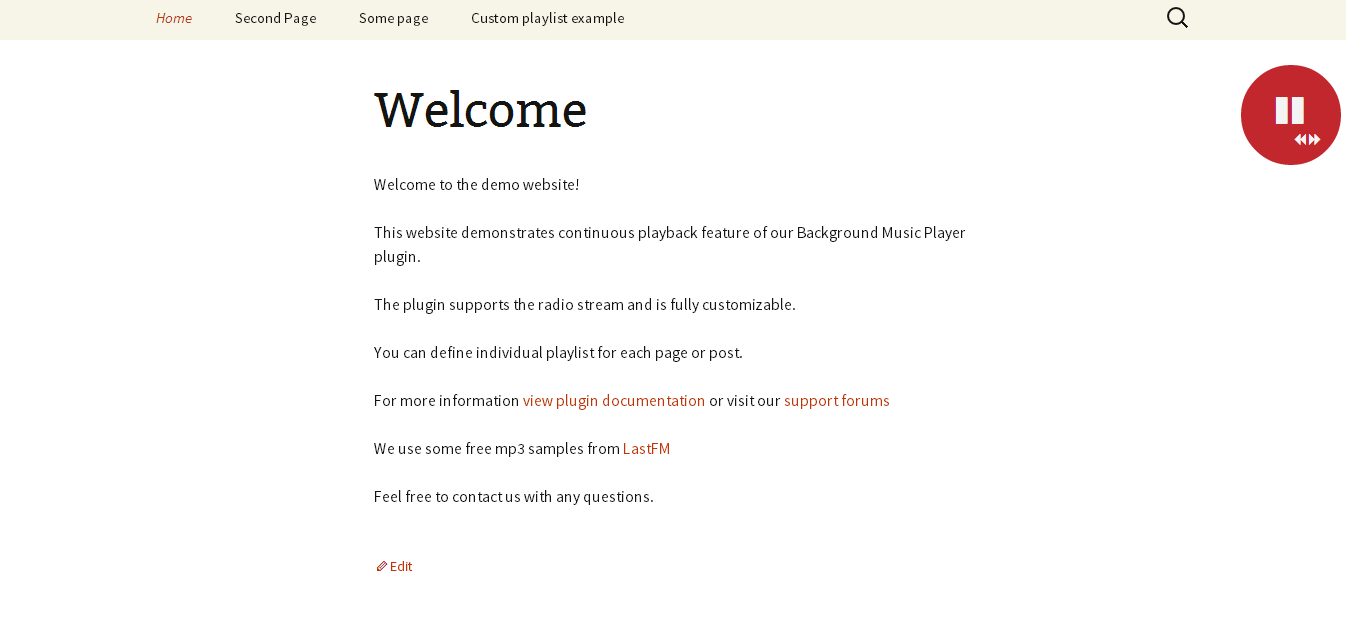 Home Second Page Some page Custom playlist example
Welcome
Welcome to the demo website!
This website demonstrates continuous playback feature of our Background Music Player
plugin.
The plugin supports the radio stream and is fully customizable.
You can define individual playlist for each page or post.
For more information view plugin documentation or visit our support forums
We use some free mp3 samples from LastFM
Feel free to contact us with any questions.
Edit